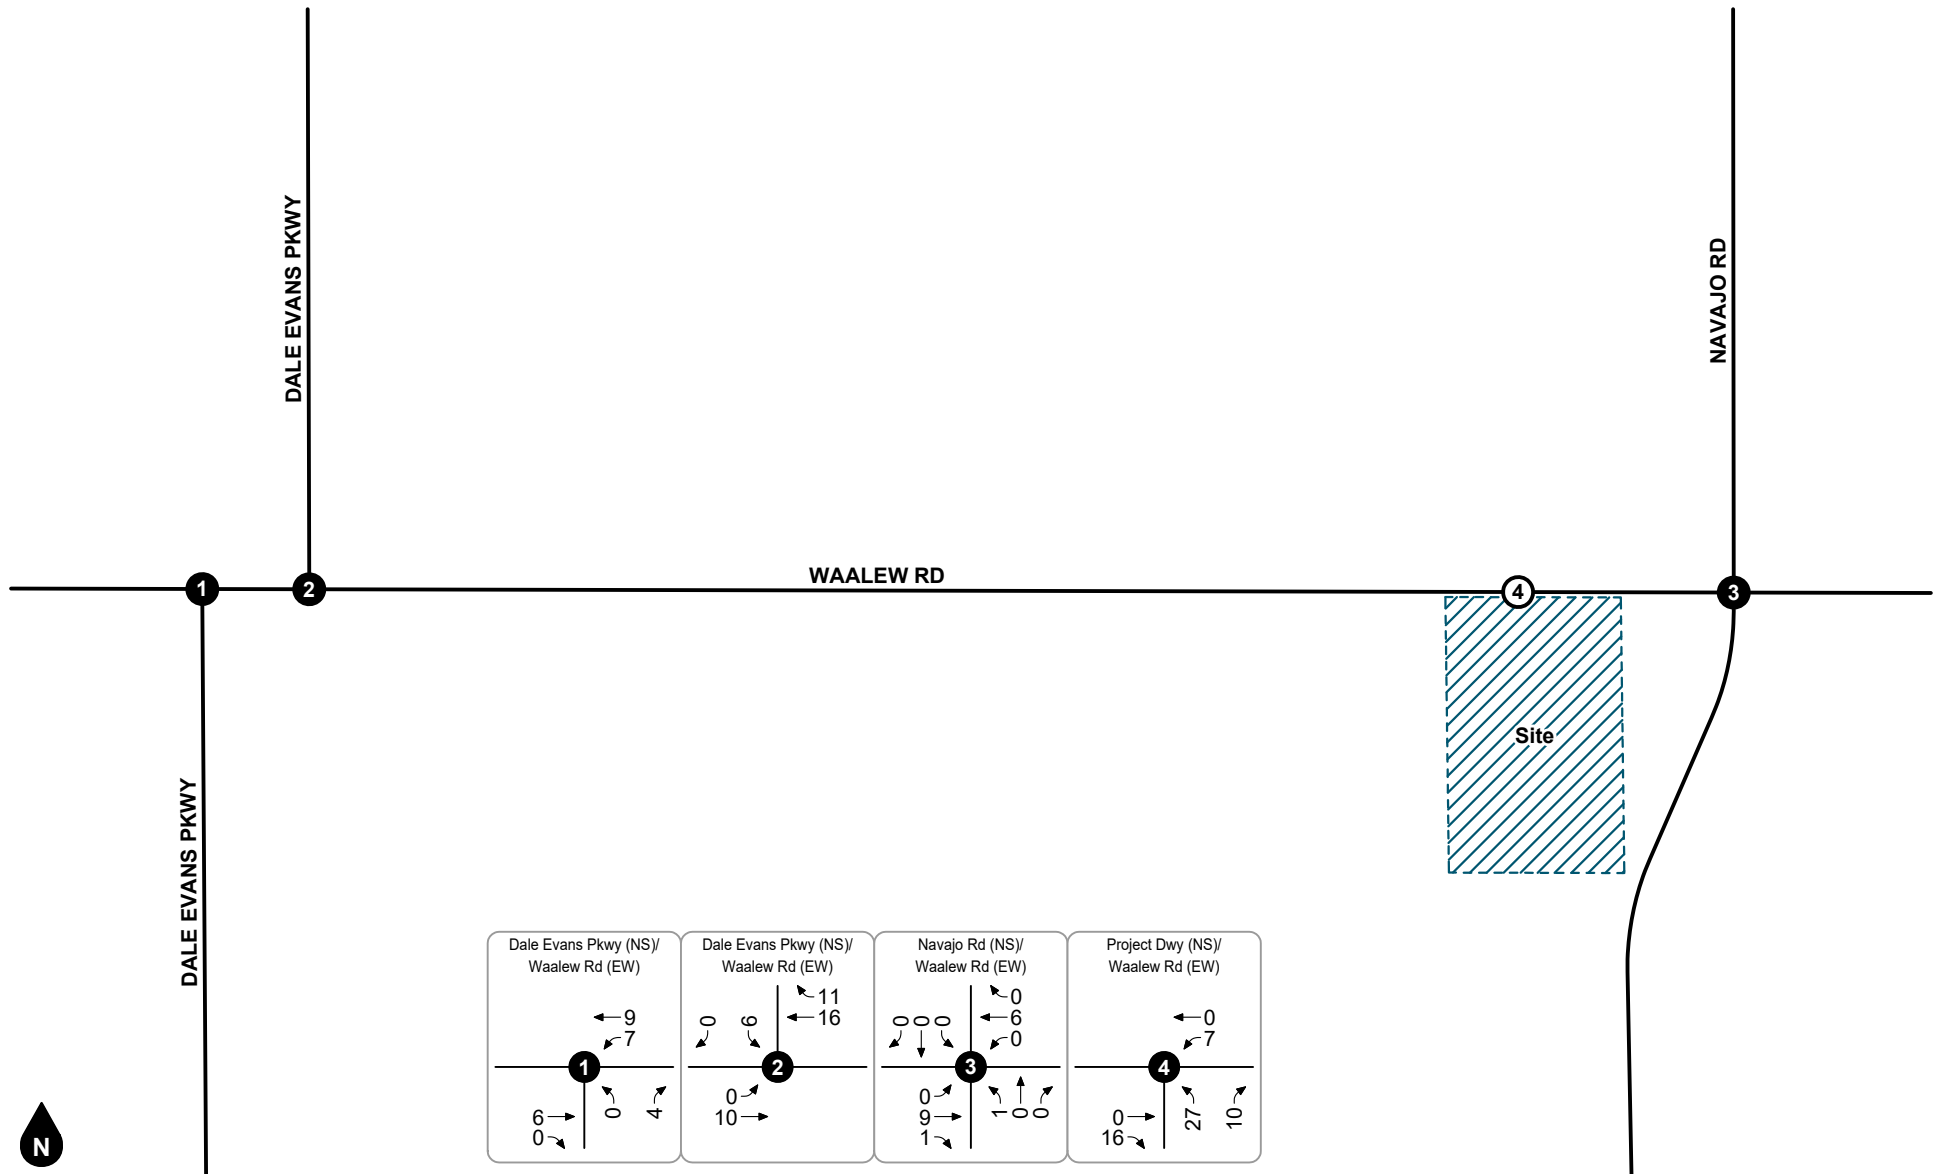 DALE EVANS PKWY
NAVAJO RD
WAALEW RD
1
2
4
3
Site
DALE EVANS PKWY
N
Dale Evans Pkwy (NS)/
Waalew Rd (EW)
9
7
1
6
0
0
4
Dale Evans Pkwy (NS)/
Waalew Rd (EW)
11
16
0
6
2
0
10
Navajo Rd (NS)/
Waalew Rd (EW)
0
6
0
0
0
0
3
0
9
1
1
0
0
Project Dwy (NS)/
Waalew Rd (EW)
0
7
4
0
16
27
10